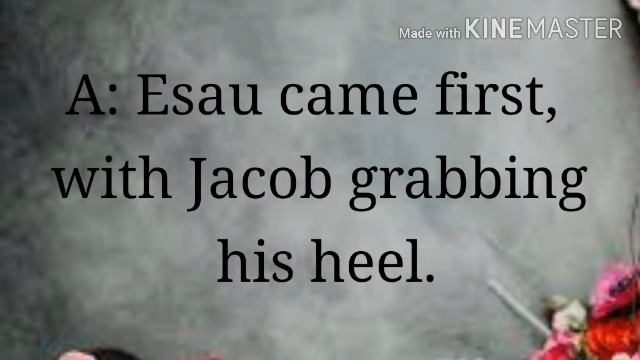 Made with KINEMASTER
A: Esau came first,
with Jacob grabbing
his heel.